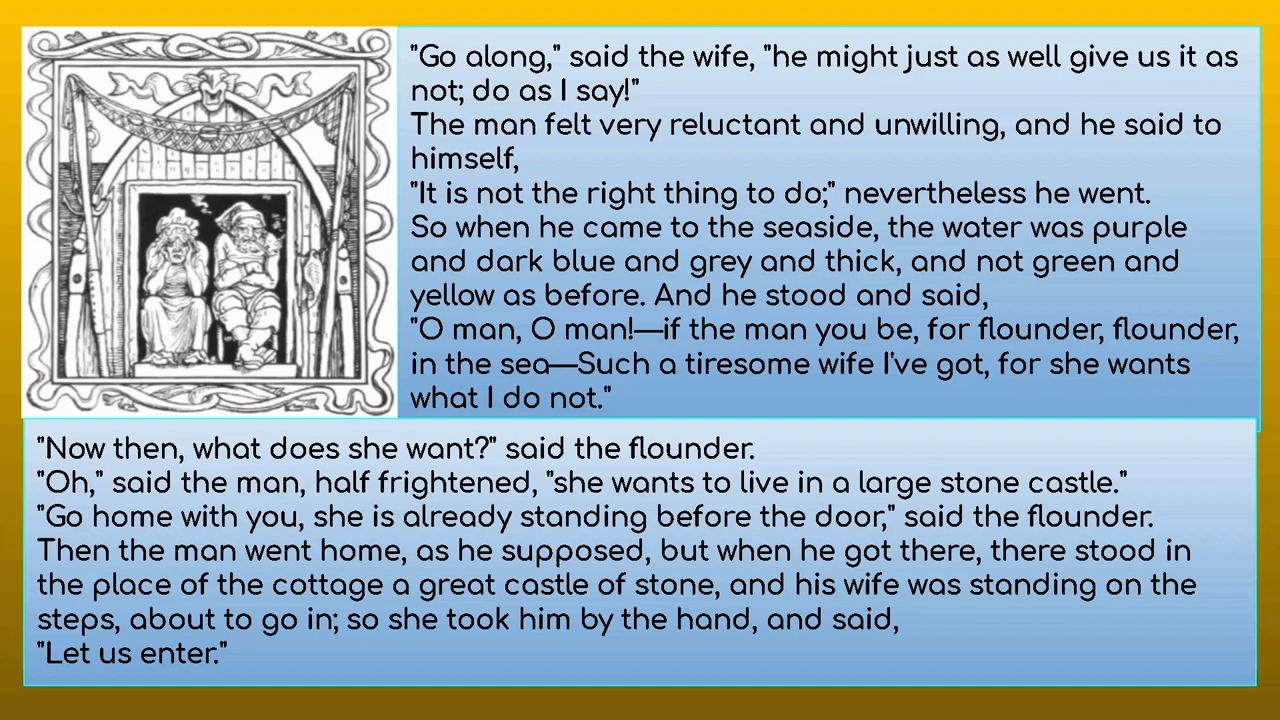 "Go along," said the wife, "he might just as well give us it as
not; do as I say!"
The man felt very reluctant and unwilling, and he said to
himself,
"It is not the right thing to do;" nevertheless he went.
So when he came to the seaside, the water was purple
and dark blue and grey and thick, and not green and
yellow as before. And he stood and said,
"O man, O man!—if the man you be, for flounder, flounder,
in the sea—Such a tiresome wife I've got, for she wants
what I do not."
"Now then, what does she want?" said the flounder.
"Oh," said the man, half frightened, "she wants to live in a large stone castle."
"Go home with you, she is already standing before the door," said the flounder.
Then the man went home, as he supposed, but when he got there, there stood in
the place of the cottage a great castle of stone, and his wife was standing on the
steps, about to go in; so she took him by the hand, and said,
"Let us enter."